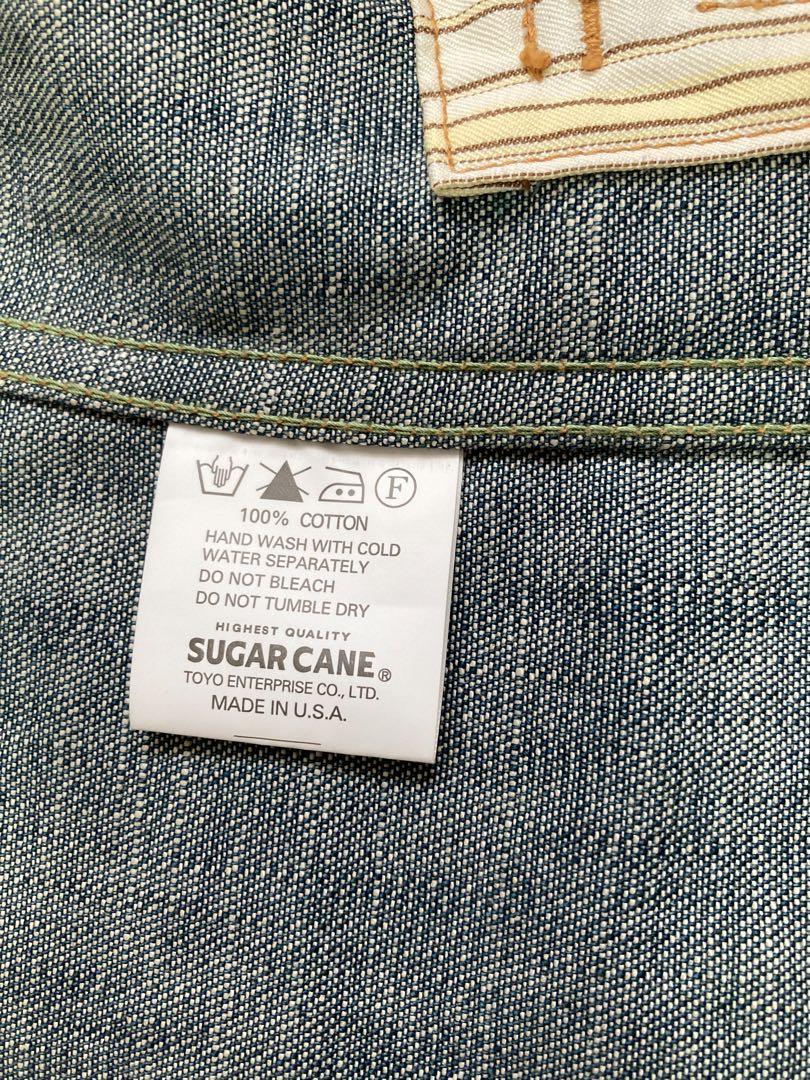 F
100% COTTON
HAND WASH WITH COLD
WATER SEPARATELY
DO NOT BLEACH
DO NOT TUMBLE DRY
HIGHEST QUALITY
SUGAR CANE®
TOYO ENTERPRISE CO., LTD.
MADE IN U.S.A.